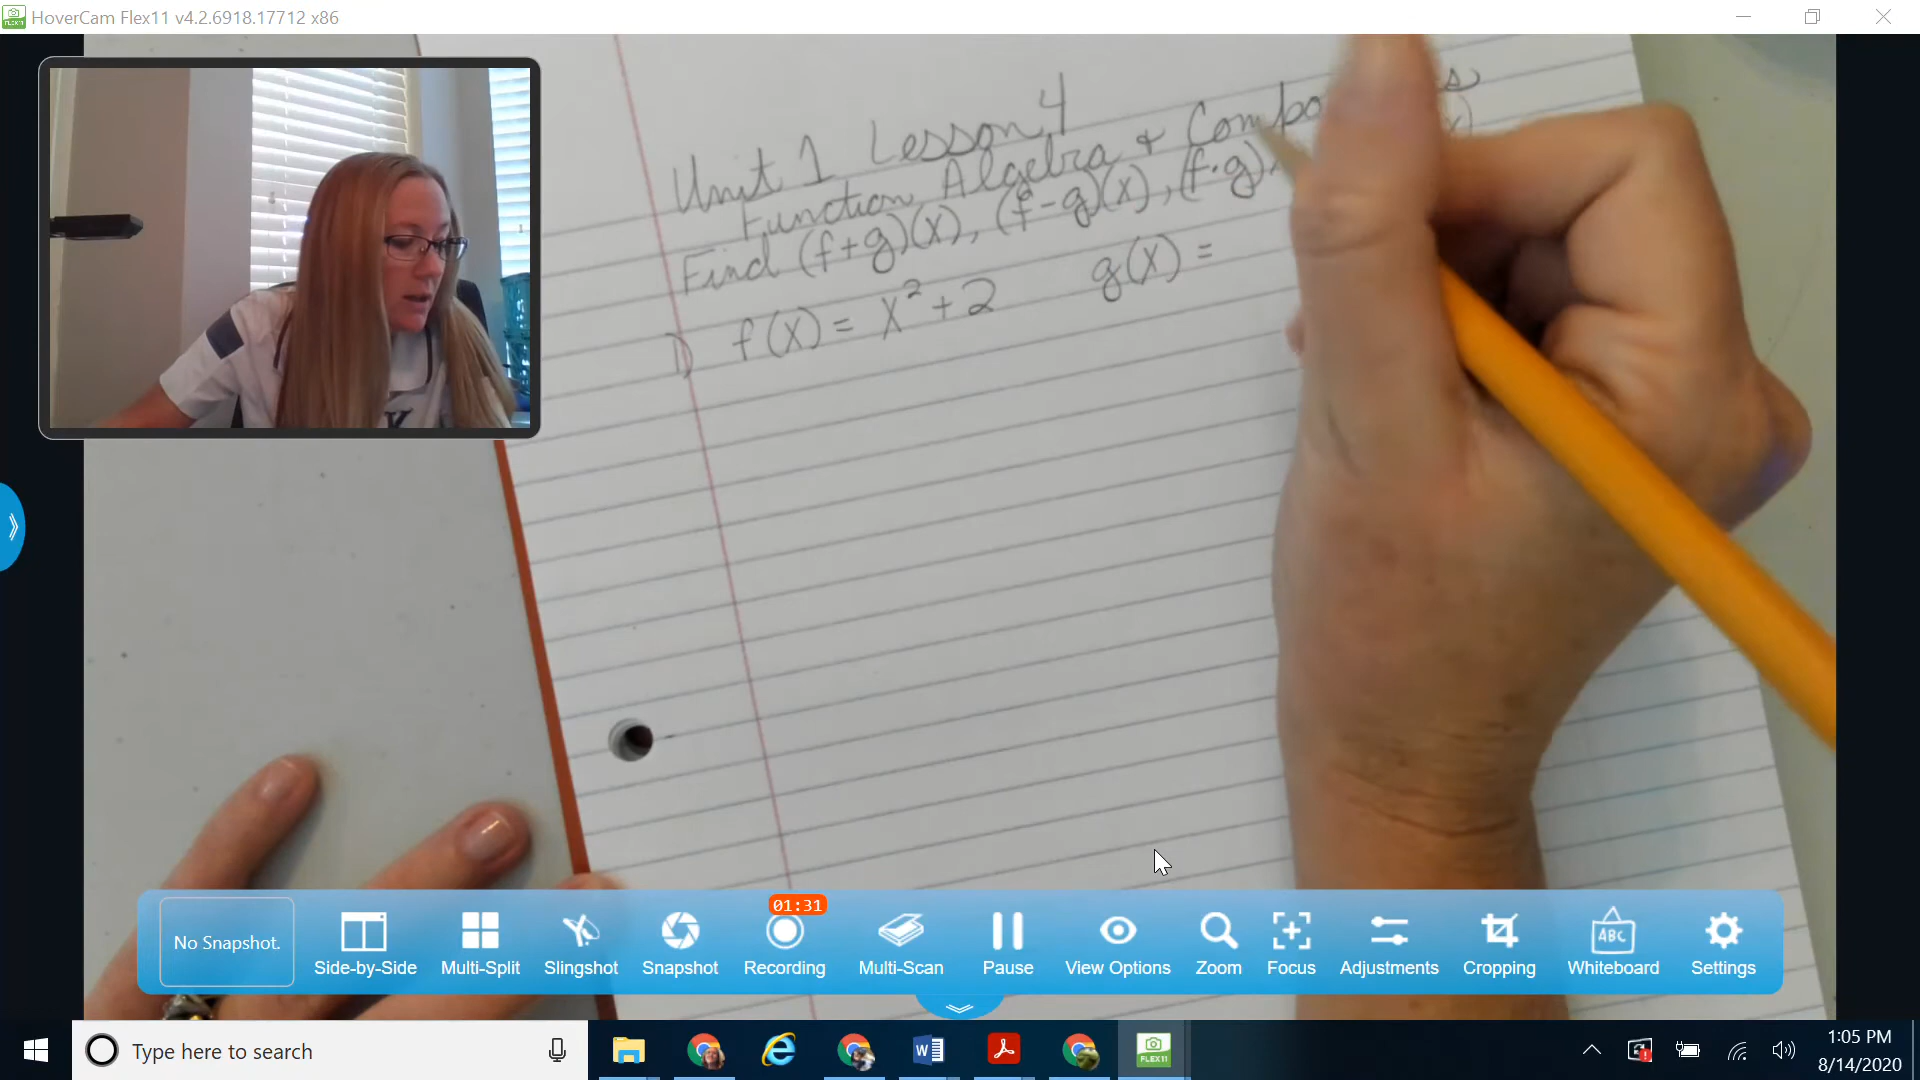 HoverCam Flex11 v4.2.6918.17712 x86
Unit 1 Lesson 4
Function Algebra +
Find (f+g)(x), (f-g)(x), (f·g)
1) f(x) = x²+2 g(x) =
01:31
No Snapshot.
Side-by-Side Multi-Split Slingshot Snapshot Recording Multi-Scan Pause View Options Zoom Focus Adjustments Cropping Whiteboard Settings
ABC
Type here to search
FLEX11
1:05 PM
8/14/2020